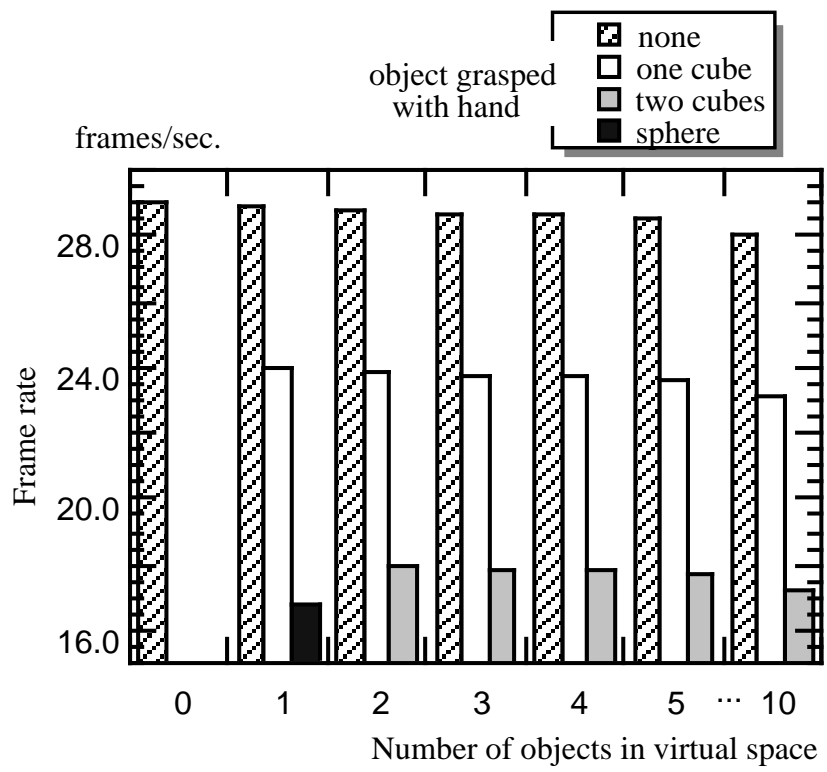 none
one cube
two cubes
sphere
object grasped
with hand
frames/sec.
28.0
24.0
20.0
16.0
Frame rate
0 1 2 3 4 5 ... 10
Number of objects in virtual space